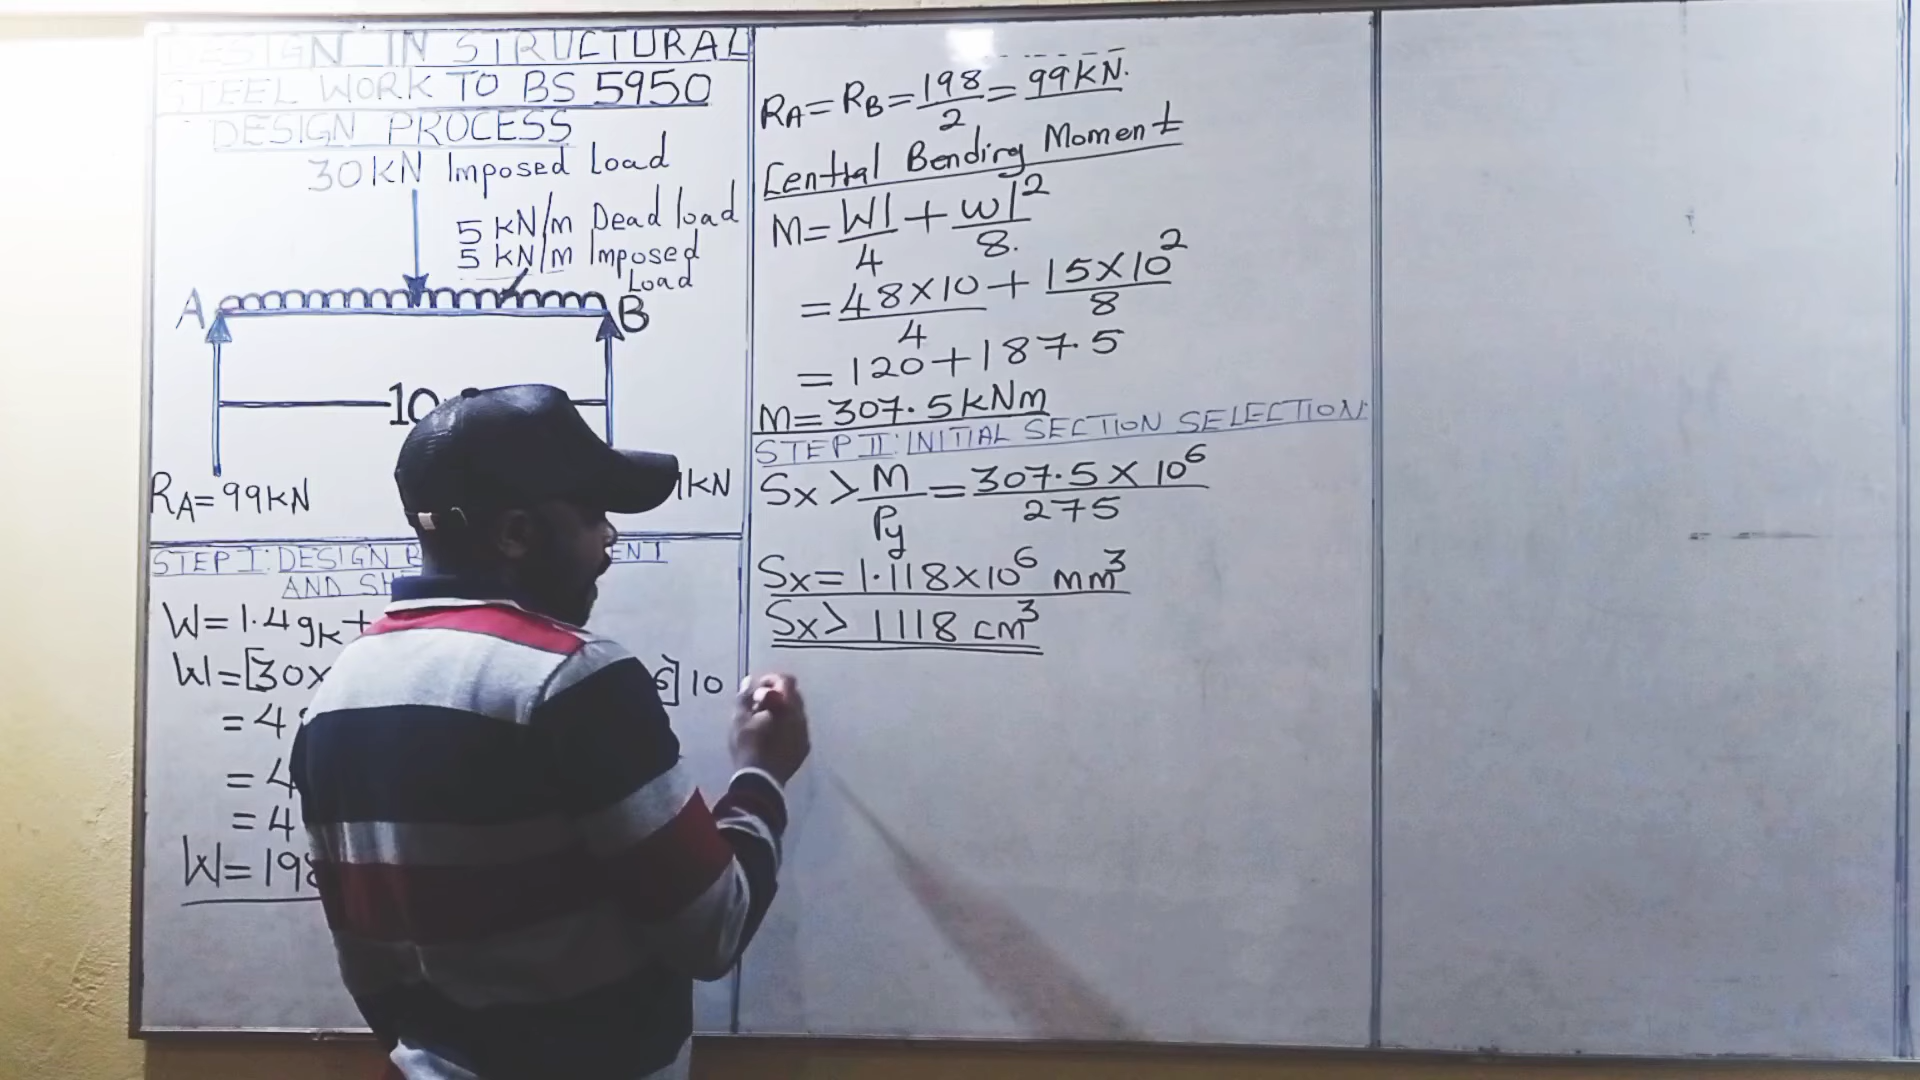 DESIGN IN STRUCTURAL
STEEL WORK TO BS 5950
DESIGN PROCESS
30KN Imposed Load
5 kN/m Dead load
5 kN/m Imposed
Load
A
B
10
RA=99KN
KN
STEP I: DESIGN
ENT
AND SH
W=1.4gk+
W=[30x
6]10
=4
=4
=4
W=198
RA=RB=198/2=99KN.
Central Bending Moment
M=Wl/4+wl²/8.
=48×10/4+15×10²/8
=120+187.5
M=307.5kNm
STEP II: INITIAL SECTION SELECTION:
Sx>M/Py=307.5×10⁶/275
Sx=1.118×10⁶ mm³
Sx> 1118 cm³